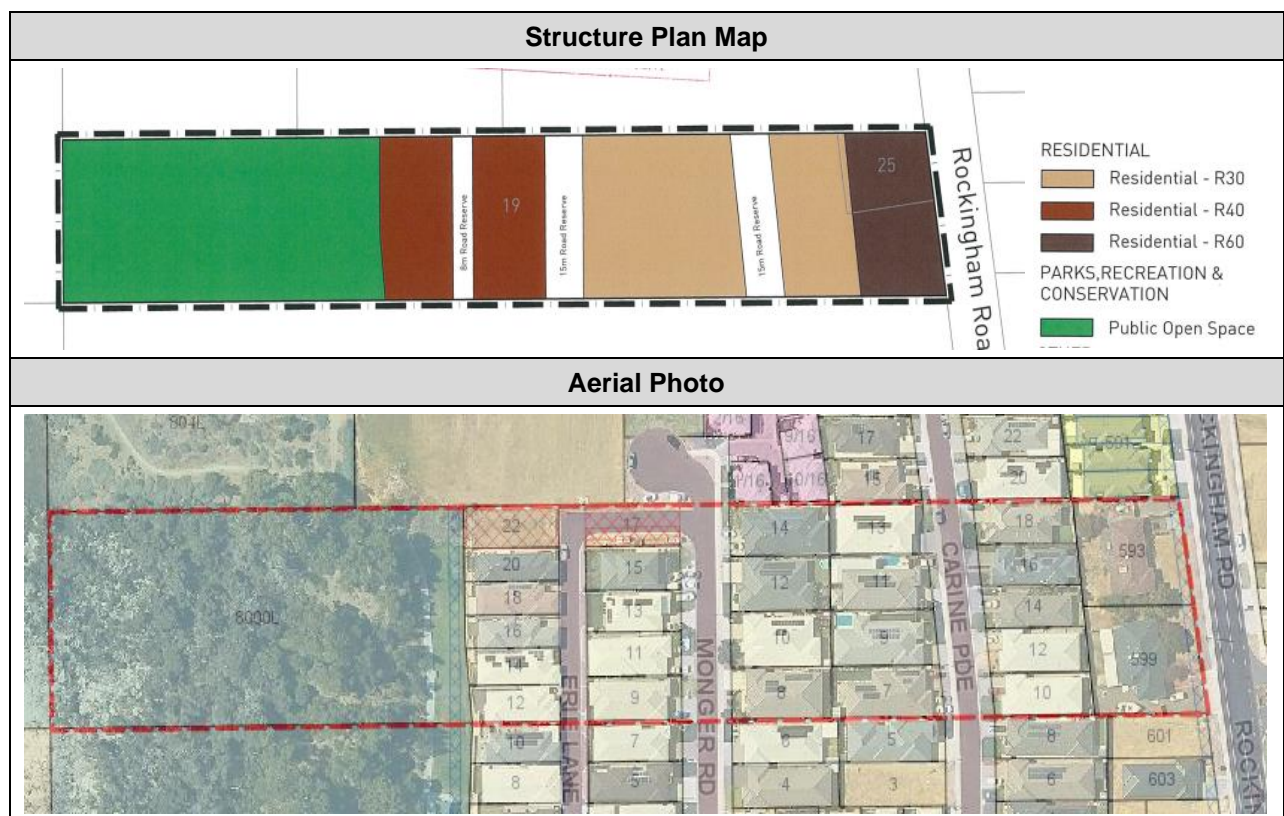 Structure Plan Map
19
25
8m Road Reserve
15m Road Reserve
15m Road Reserve
Rockingham Roa
RESIDENTIAL
Residential - R30
Residential - R40
Residential - R60
PARKS,RECREATION &
CONSERVATION
Public Open Space
Aerial Photo
804L
9/16
17
22
15
20
CKINGHAM RD
22
17
14
13
18
593
20
15
12
11
16
18
13
14
8000L
16
11
10
9
12
599
14
9
8
7
10
12
ERIE LANE
MONGER RD
CARINE PDE
10
7
6
5
8
601
8
5
4
3
6
603
ROCKI